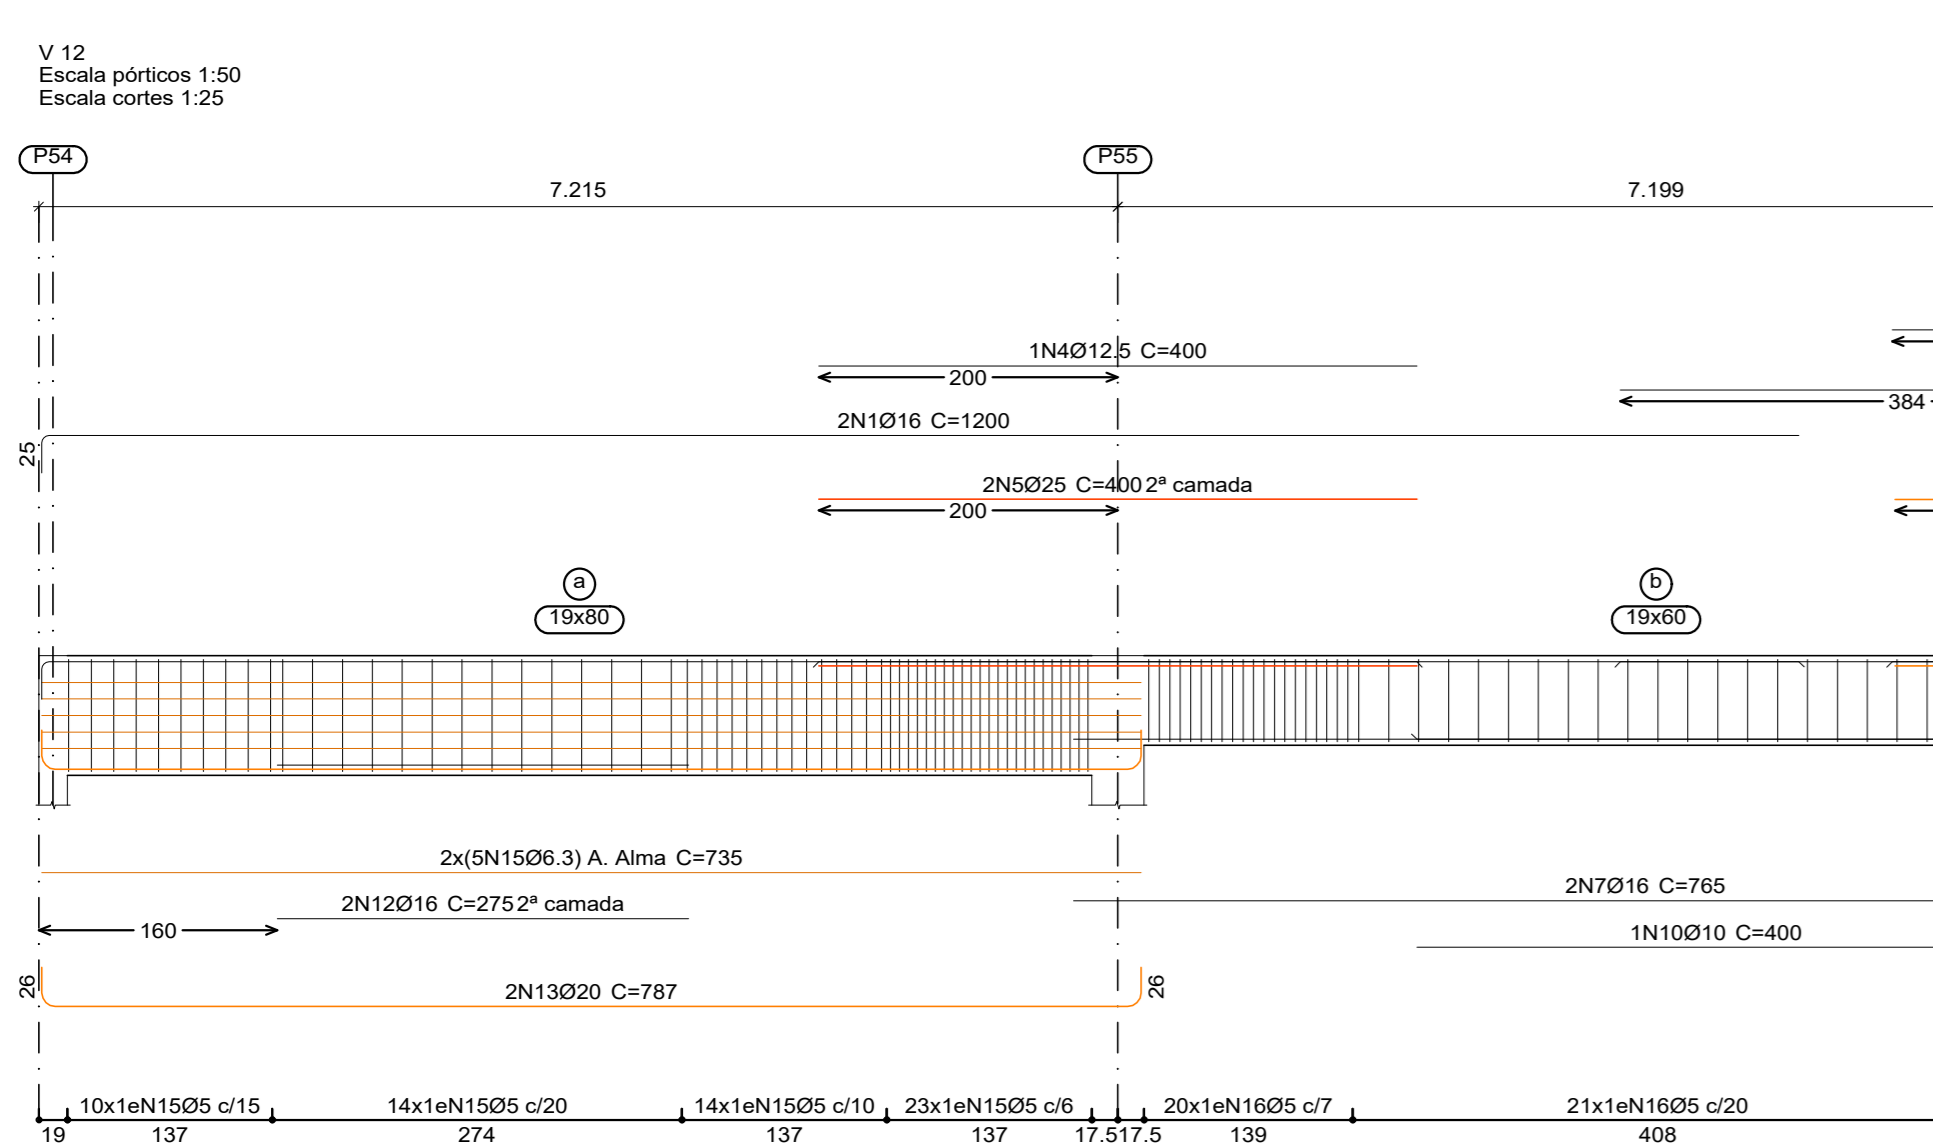 V 12
Escala pórticos 1:50
Escala cortes 1:25
P54
P55
7.215
7.199
1N4Ø12.5 C=400
200
384
2N1Ø16 C=1200
25
2N5Ø25 C=400 2ª camada
200
a
b
19x80
19x60
2x(5N15Ø6.3) A. Alma C=735
2N7Ø16 C=765
2N12Ø16 C=275 2ª camada
160
1N10Ø10 C=400
26
2N13Ø20 C=787
26
10x1eN15Ø5 c/15
14x1eN15Ø5 c/20
14x1eN15Ø5 c/10
23x1eN15Ø5 c/6
20x1eN16Ø5 c/7
21x1eN16Ø5 c/20
19
137
274
137
137
17.5
17.5
139
408